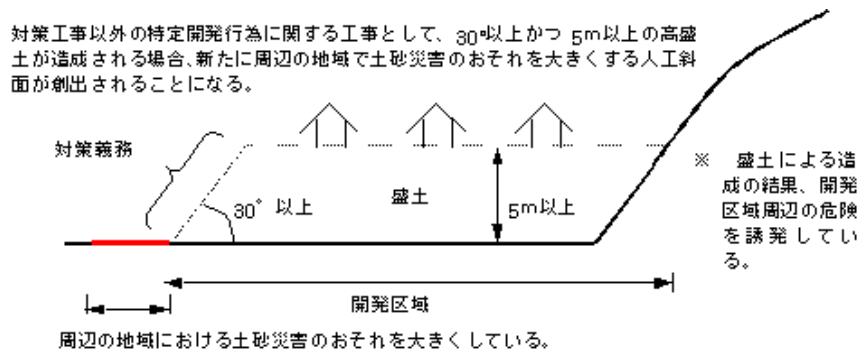 対策工事以外の特定開発行為に関する工事として、30°以上かつ 5m以上の高盛
土が造成される場合、新たに周辺の地域で土砂災害のおそれを大きくする人工斜
面が創出されることになる。
対策義務
30° 以上
盛土
5m以上
※ 盛土による造
成の結果、開発
区域周辺の危険
を誘発してい
る。
開発区域
周辺の地域における土砂災害のおそれを大きくしている。